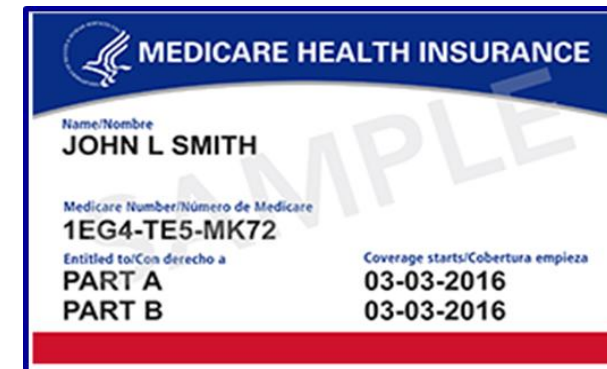 MEDICARE HEALTH INSURANCE
Name/Nombre
JOHN L SMITH
Medicare Number/Número de Medicare
1EG4-TE5-MK72
Entitled to/Con derecho a Coverage starts/Cobertura empieza
PART A 03-03-2016
PART B 03-03-2016
SAMPLE